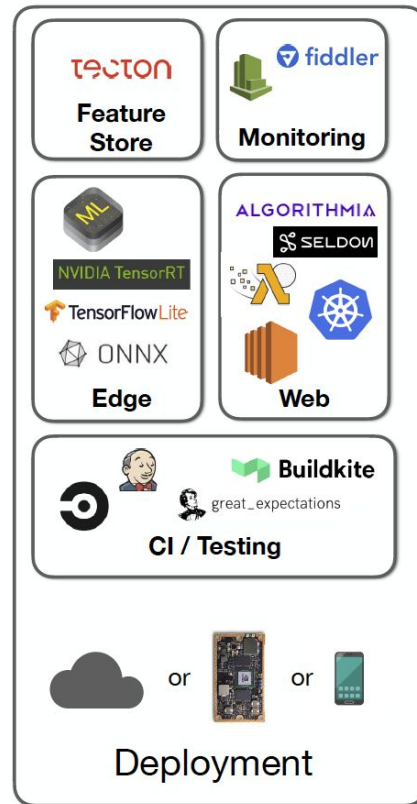 TECTON
Feature
Store
fiddler
Monitoring
ML
NVIDIA TensorRT
TensorFlowLite
ONNX
Edge
ALGORITHMIA
SELDON
Web
Buildkite
great_expectations
CI / Testing
or
or
Deployment